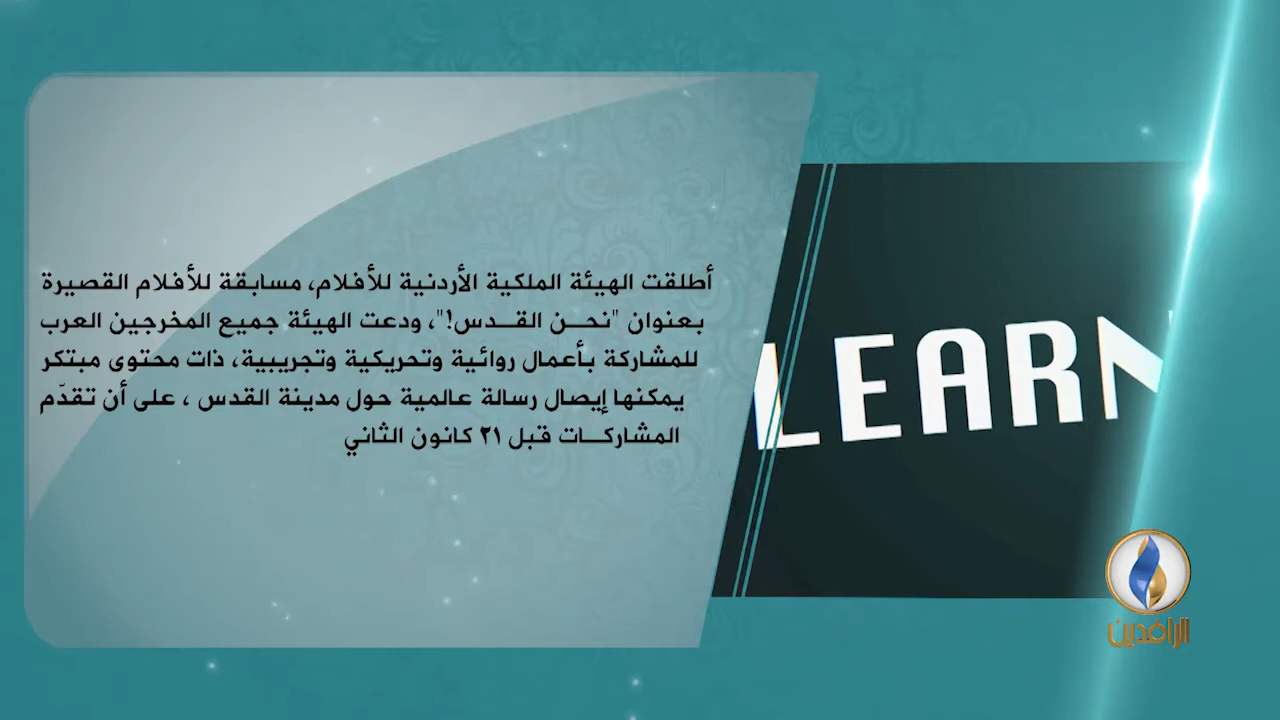 أطلقت الهيئة الملكية الأردنية للأفلام، مسابقة للأفلام القصيرة
بعنوان "نحـــن القـــدس!"، ودعت الهيئة جميع المخرجين العرب
للمشاركة بأعمال روائية وتحريكية وتجريبية، ذات محتوى مبتكر
يمكنها إيصال رسالة عالمية حول مدينة القدس ، على أن تقدّم
المشاركـــات قبل ٢١ كانون الثاني
LEARN
الرافدين